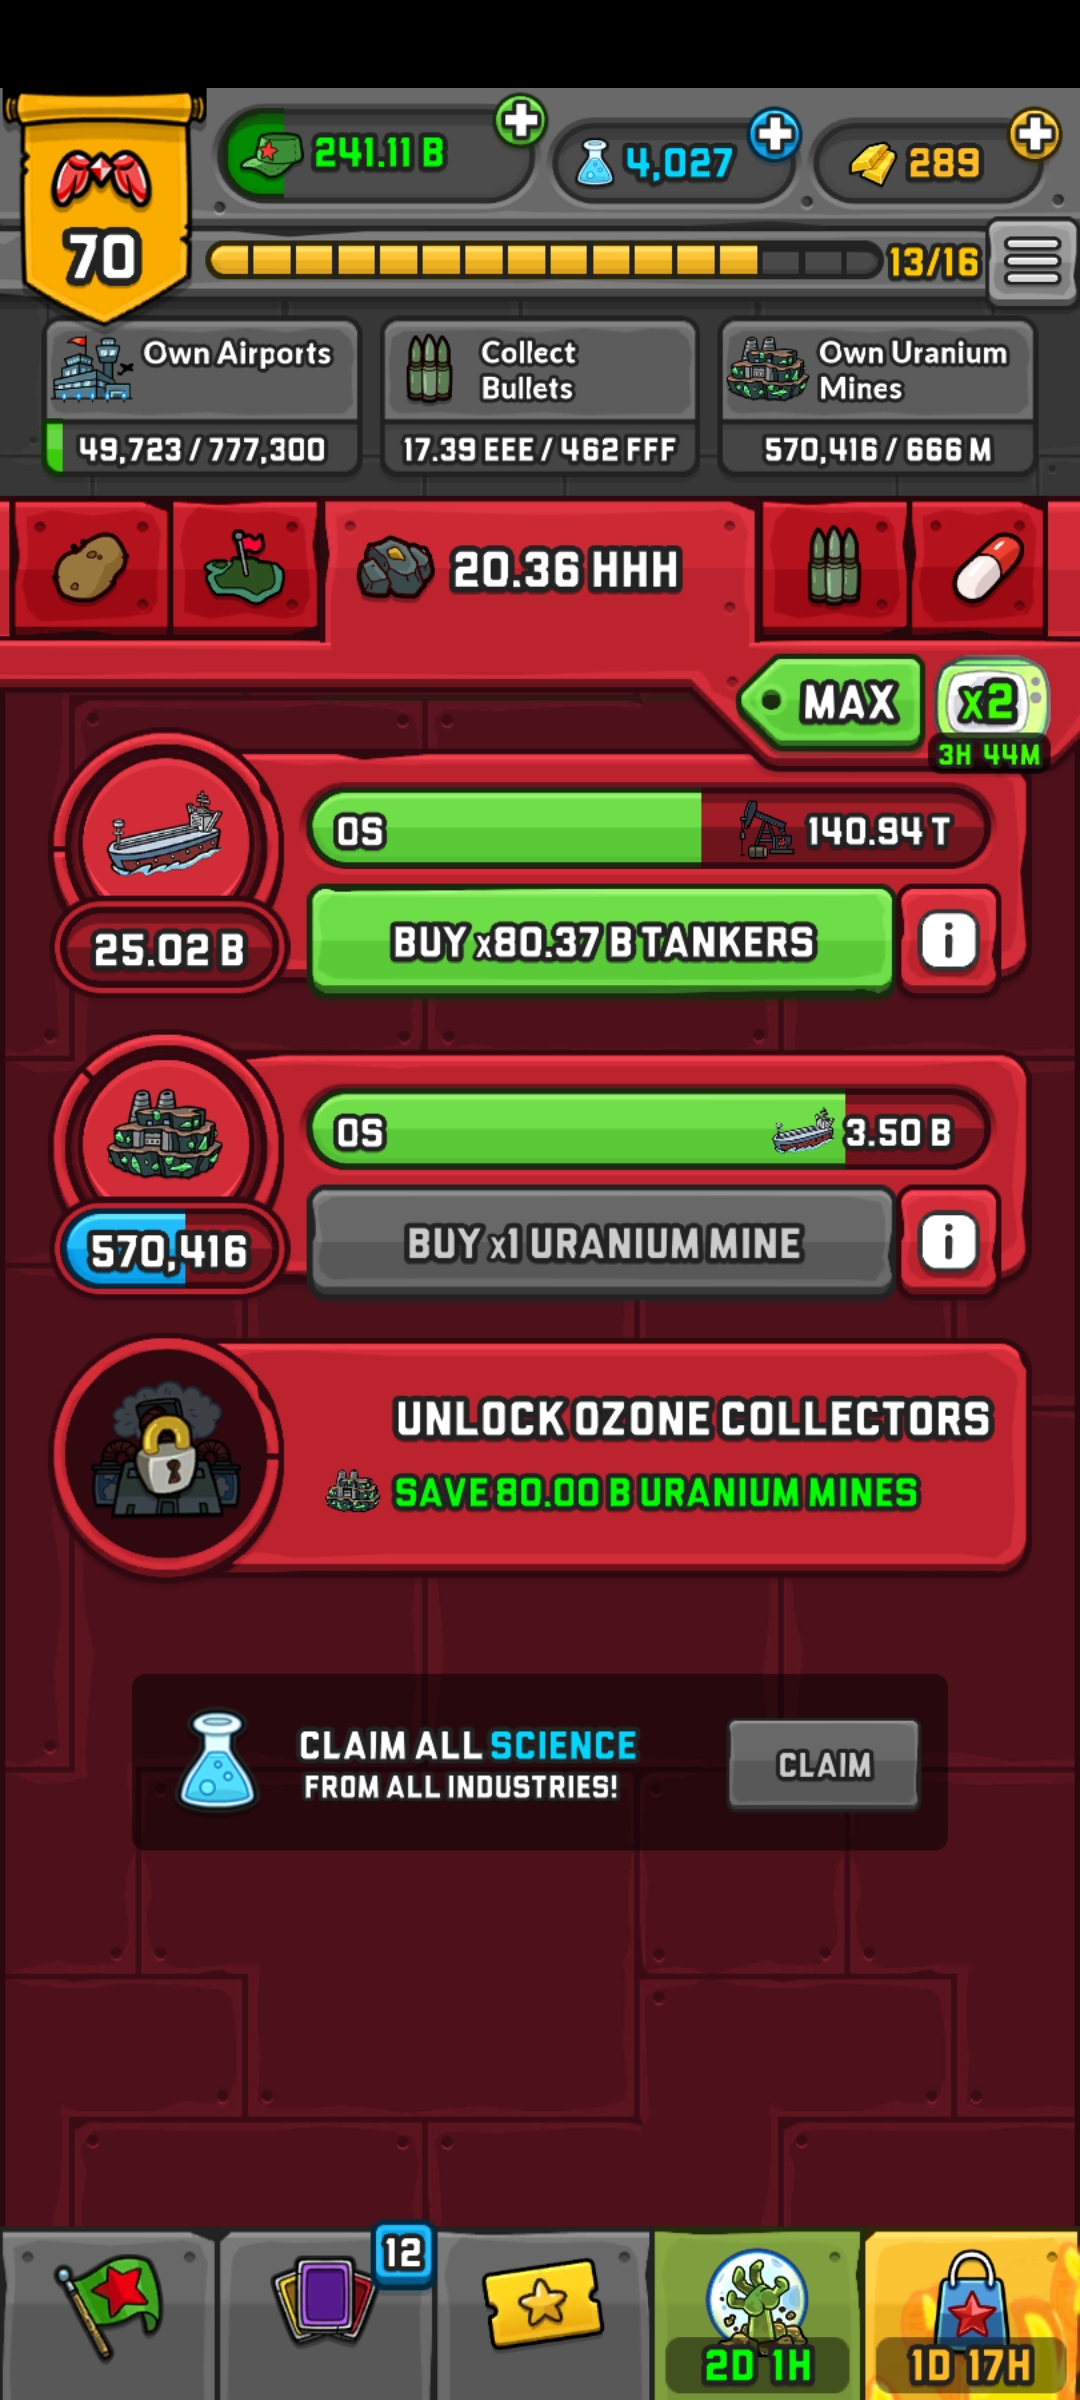 241.11 B
4,027
289
70
13/16
Own Airports
49,723 / 777,300
Collect
Bullets
17.39 EEE / 462 FFF
Own Uranium
Mines
570,416 / 666 M
20.36 HHH
MAX
x2
3H 44M
0S
140.94 T
25.02 B
BUY x80.37 B TANKERS
i
0S
3.50 B
570,416
BUY x1 URANIUM MINE
i
UNLOCK OZONE COLLECTORS
SAVE 80.00 B URANIUM MINES
CLAIM ALL SCIENCE
FROM ALL INDUSTRIES!
CLAIM
12
2D 1H
1D 17H